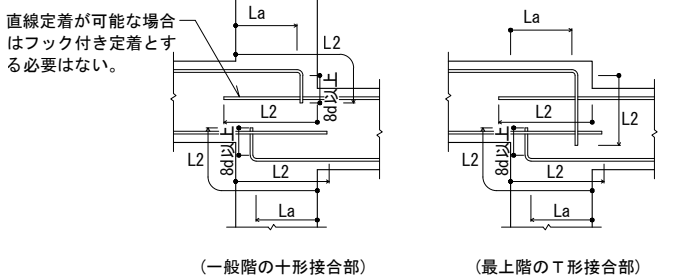 直線定着が可能な場合
はフック付き定着とす
る必要はない。
La
L2
8d以上
L2
L2
8d以上
L2
La
(一般階の十形接合部)
La
L2
L2
L2
8d以上
L2
La
(最上階のT形接合部)